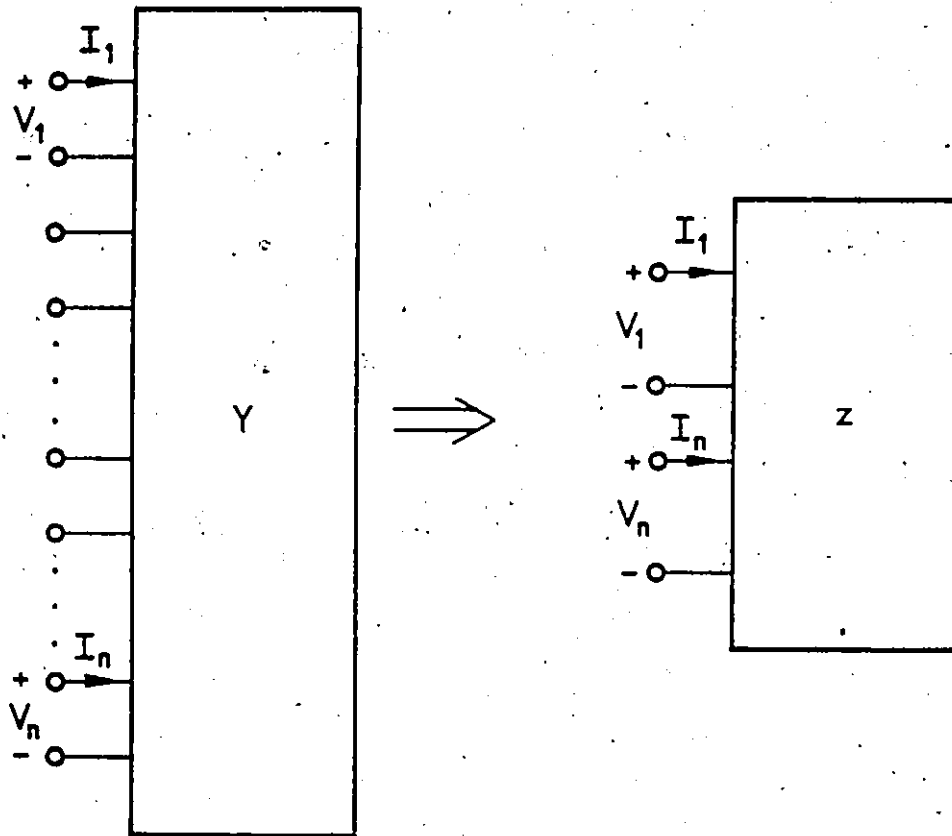 I₁
+
V₁
-
Y
I₁
+
V₁
-
z
Iₙ
+
Vₙ
-
Iₙ
+
Vₙ
-